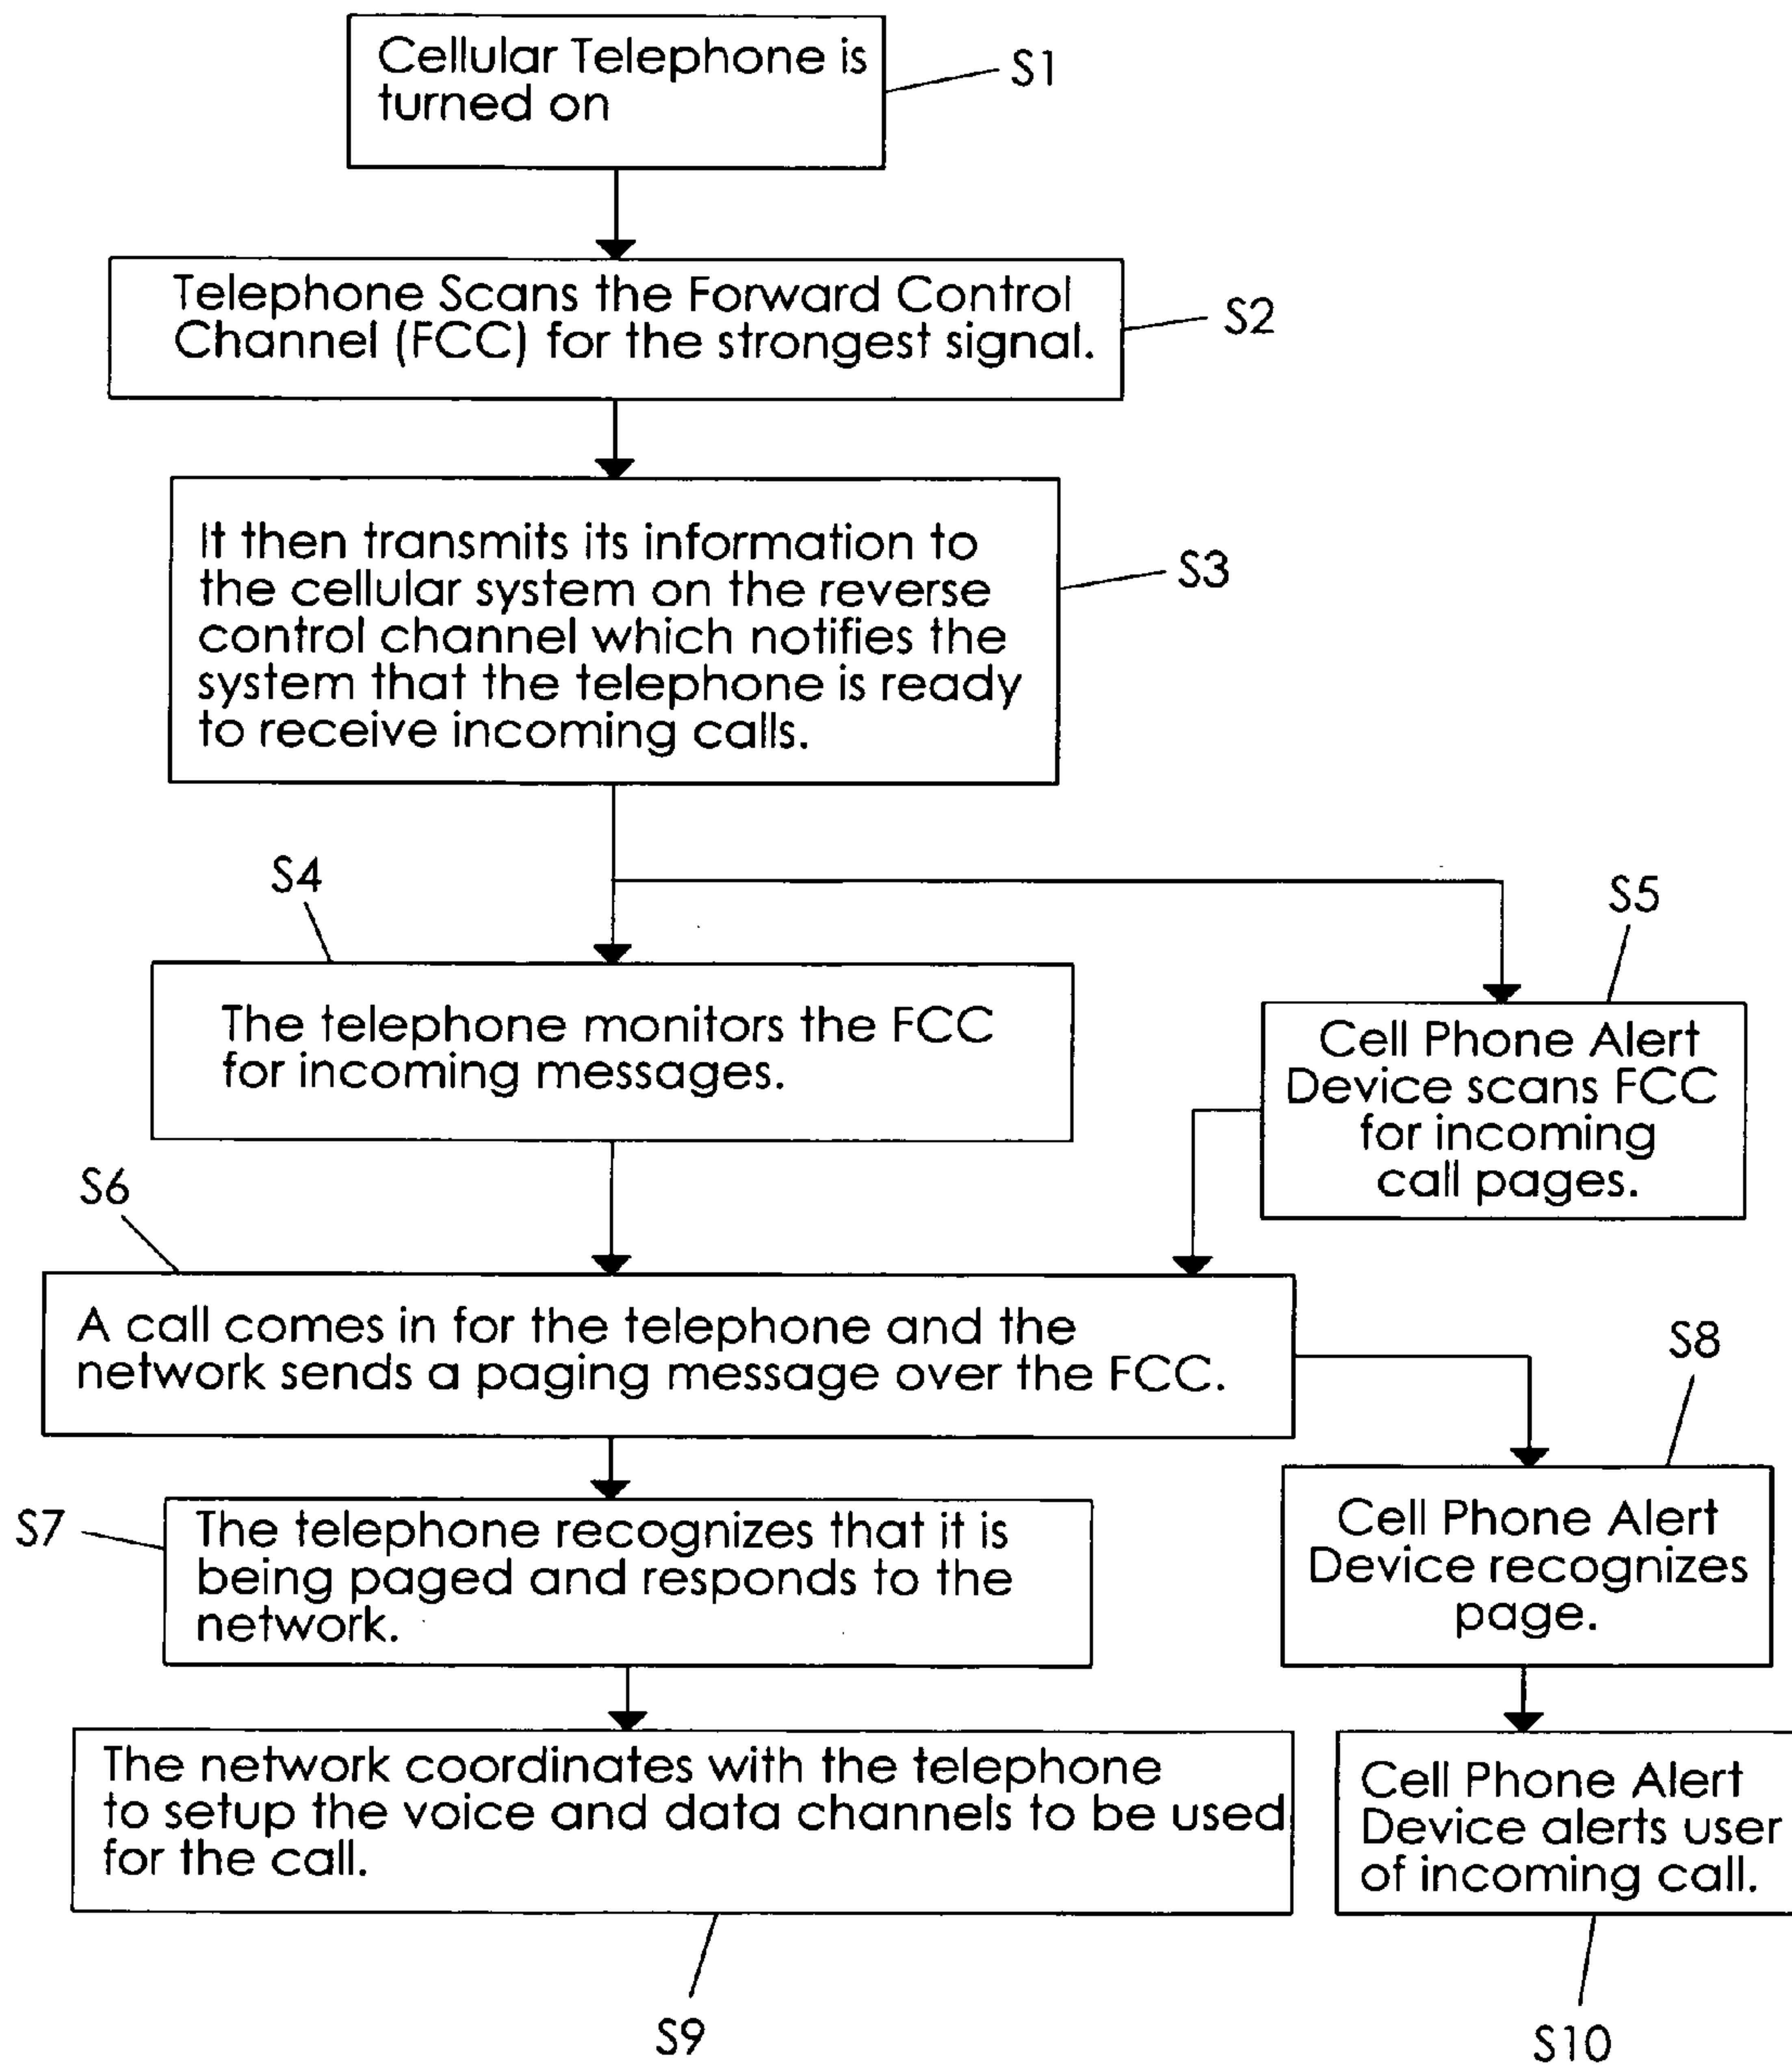 Cellular Telephone is
turned on
S1
Telephone Scans the Forward Control
Channel (FCC) for the strongest signal.
S2
It then transmits its information to
the cellular system on the reverse
control channel which notifies the
system that the telephone is ready
to receive incoming calls.
S3
S4
The telephone monitors the FCC
for incoming messages.
S5
Cell Phone Alert
Device scans FCC
for incoming
call pages.
S6
A call comes in for the telephone and the
network sends a paging message over the FCC.
S7
The telephone recognizes that it is
being paged and responds to the
network.
S8
Cell Phone Alert
Device recognizes
page.
The network coordinates with the telephone
to setup the voice and data channels to be used
for the call.
S9
Cell Phone Alert
Device alerts user
of incoming call.
S10